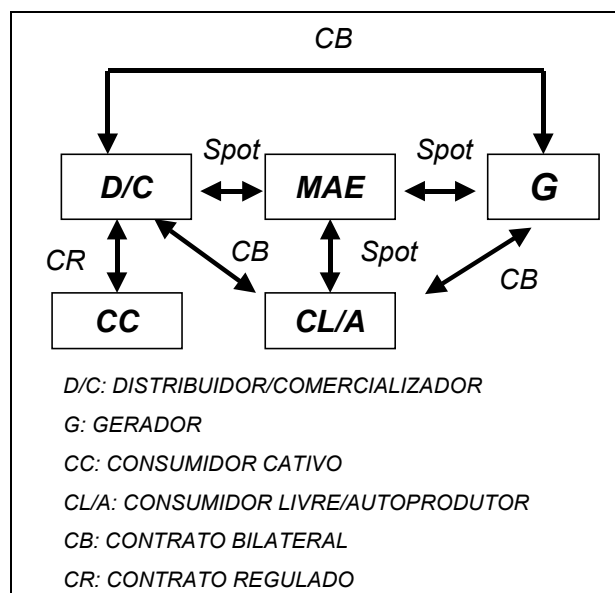 CB
Spot
Spot
D/C
MAE
G
CR
CB
Spot
CB
CC
CL/A
D/C: DISTRIBUIDOR/COMERCIALIZADOR
G: GERADOR
CC: CONSUMIDOR CATIVO
CL/A: CONSUMIDOR LIVRE/AUTOPRODUTOR
CB: CONTRATO BILATERAL
CR: CONTRATO REGULADO